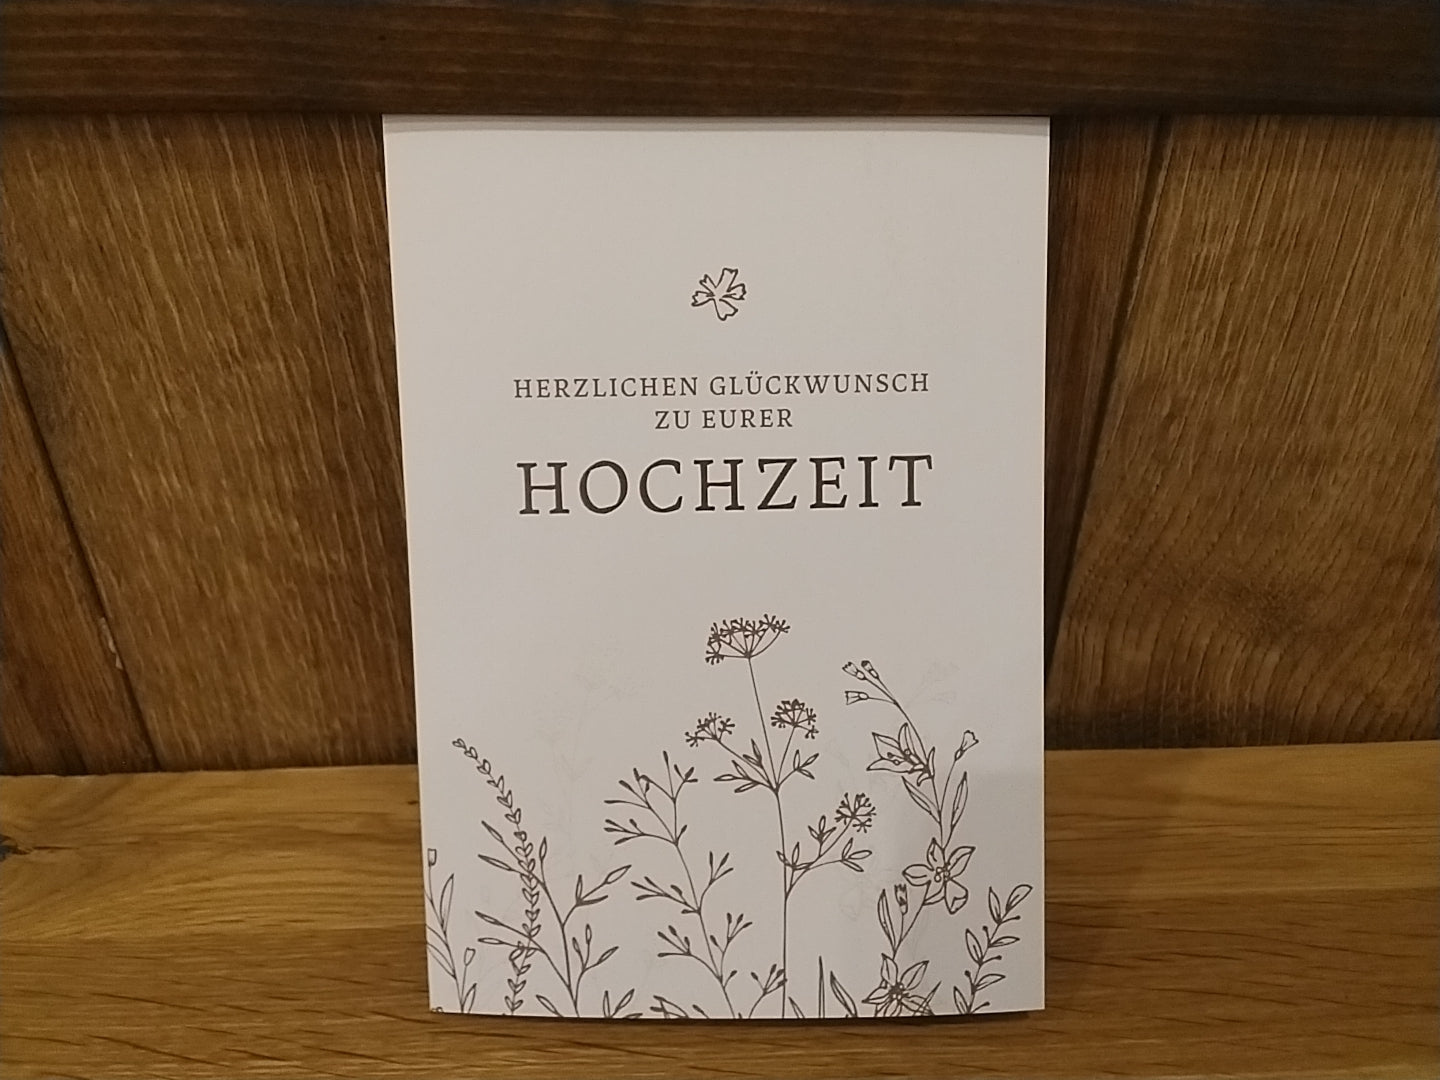 HERZLICHEN GLÜCKWUNSCH
ZU EURER
HOCHZEIT